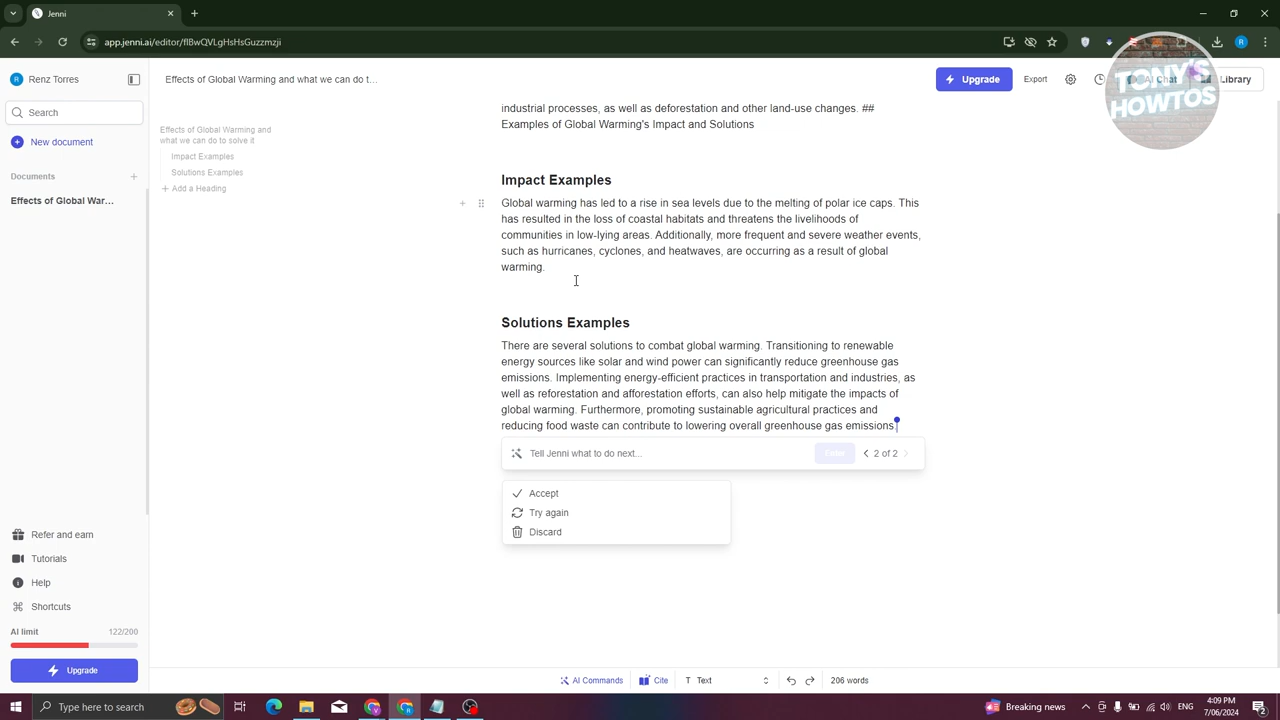 Jenni
app.jenni.ai/editor/fIBwQVLgHsHsGuzzmzji
R Renz Torres
Effects of Global Warming and what we can do t...
Upgrade
Export
AI Chat
Library
TONY'S
HOWTOS
Search
New document
Documents
Effects of Global War...
Effects of Global Warming and
what we can do to solve it
Impact Examples
Solutions Examples
Add a Heading
industrial processes, as well as deforestation and other land-use changes. ##
Examples of Global Warming's Impact and Solutions
Impact Examples
Global warming has led to a rise in sea levels due to the melting of polar ice caps. This
has resulted in the loss of coastal habitats and threatens the livelihoods of
communities in low-lying areas. Additionally, more frequent and severe weather events,
such as hurricanes, cyclones, and heatwaves, are occurring as a result of global
warming.
Solutions Examples
There are several solutions to combat global warming. Transitioning to renewable
energy sources like solar and wind power can significantly reduce greenhouse gas
emissions. Implementing energy-efficient practices in transportation and industries, as
well as reforestation and afforestation efforts, can also help mitigate the impacts of
global warming. Furthermore, promoting sustainable agricultural practices and
reducing food waste can contribute to lowering overall greenhouse gas emissions.
Tell Jenni what to do next...
Enter
2 of 2
Accept
Try again
Discard
Refer and earn
Tutorials
Help
Shortcuts
AI limit 122/200
Upgrade
AI Commands
Cite
T Text
206 words
Type here to search
Breaking news
4:09 PM
7/06/2024